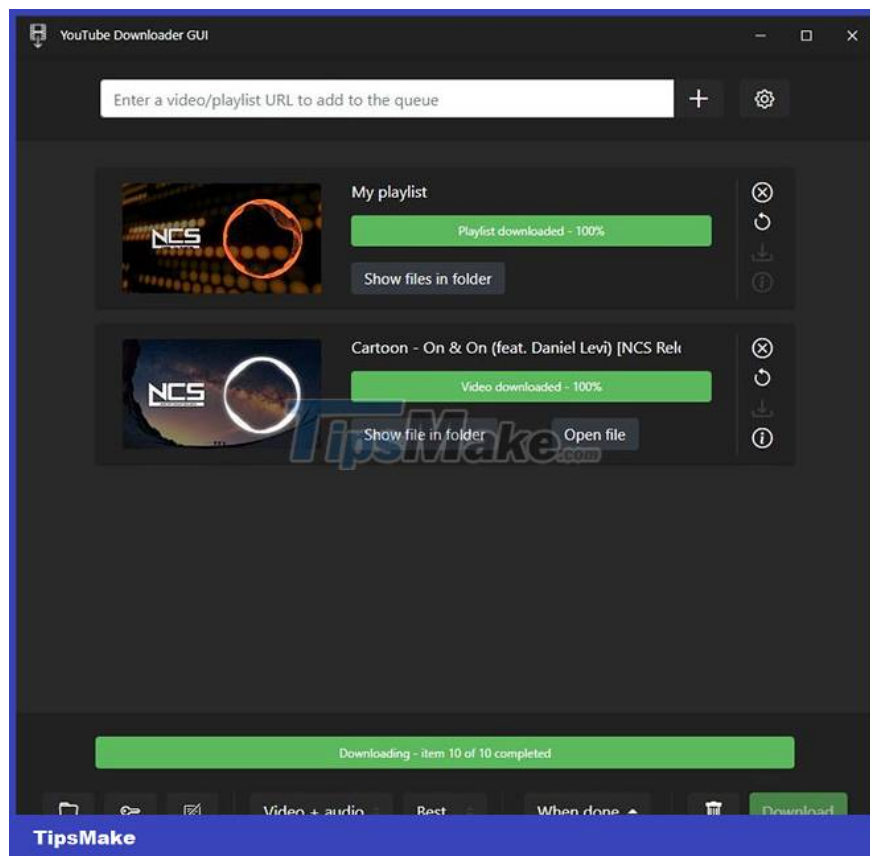 YouTube Downloader GUI
Enter a video/playlist URL to add to the queue
My playlist
NCS
Playlist downloaded - 100%
Show files in folder
Cartoon - On & On (feat. Daniel Levi) [NCS Rele
NCS
Video downloaded - 100%
Show file in folder
Open file
TipsMake.com
Downloading - item 10 of 10 completed
Video + audio
Best
When done
Download
TipsMake